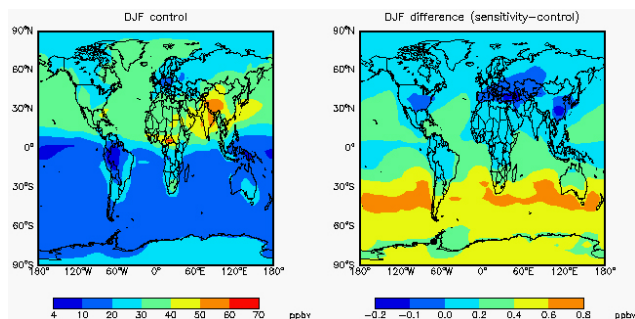 DJF control
90°N
60°N
30°N
0°
30°S
60°S
90°S
180° 120°W 60°W 0° 60°E 120°E 180°
4 10 20 30 40 50 60 70 ppbv
DJF difference (sensitivity-control)
90°N
60°N
30°N
0°
30°S
60°S
90°S
180° 120°W 60°W 0° 60°E 120°E 180°
-0.2 -0.1 0.0 0.2 0.4 0.6 0.8 ppbv